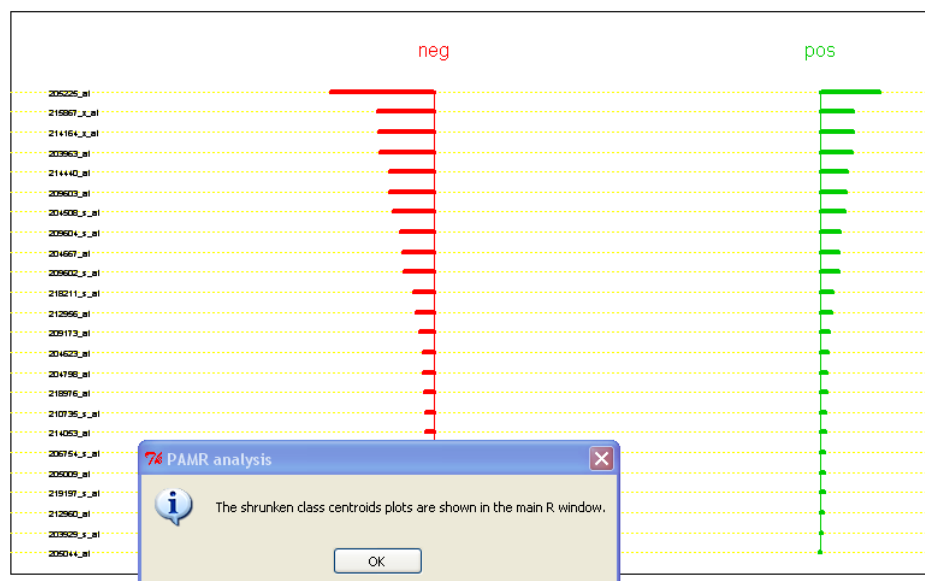 neg pos
205225_at
215867_x_at
214164_x_at
203963_at
214440_at
209603_at
204508_s_at
209604_s_at
204667_at
209602_s_at
218211_s_at
212956_at
209173_at
204623_at
204798_at
218976_at
210735_s_at
214053_at
206754_s_at
205009_at
219197_s_at
212960_at
203929_s_at
205044_at
PAMR analysis
The shrunken class centroids plots are shown in the main R window.
OK